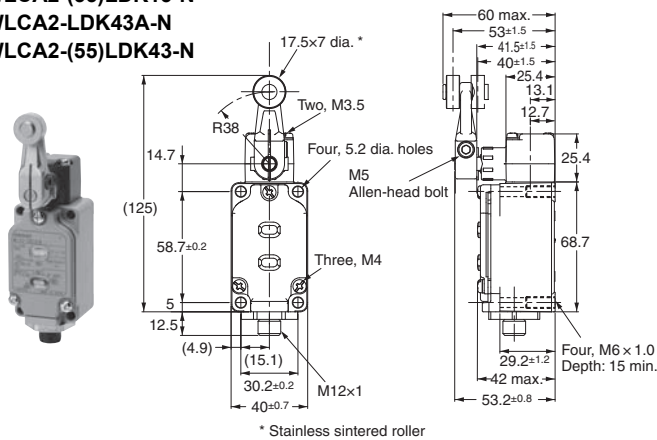 WLCA2-LDK43A-N
WLCA2-(55)LDK43-N
17.5×7 dia. *
Two, M3.5
R38
Four, 5.2 dia. holes
14.7
(125)
58.7±0.2
Three, M4
5
12.5
(4.9)
(15.1)
30.2±0.2
M12×1
40±0.7
60 max.
53±1.5
41.5±1.5
40±1.5
25.4
13.1
12.7
M5
Allen-head bolt
25.4
68.7
Four, M6×1.0
Depth: 15 min.
29.2±1.2
42 max.
53.2±0.8
* Stainless sintered roller